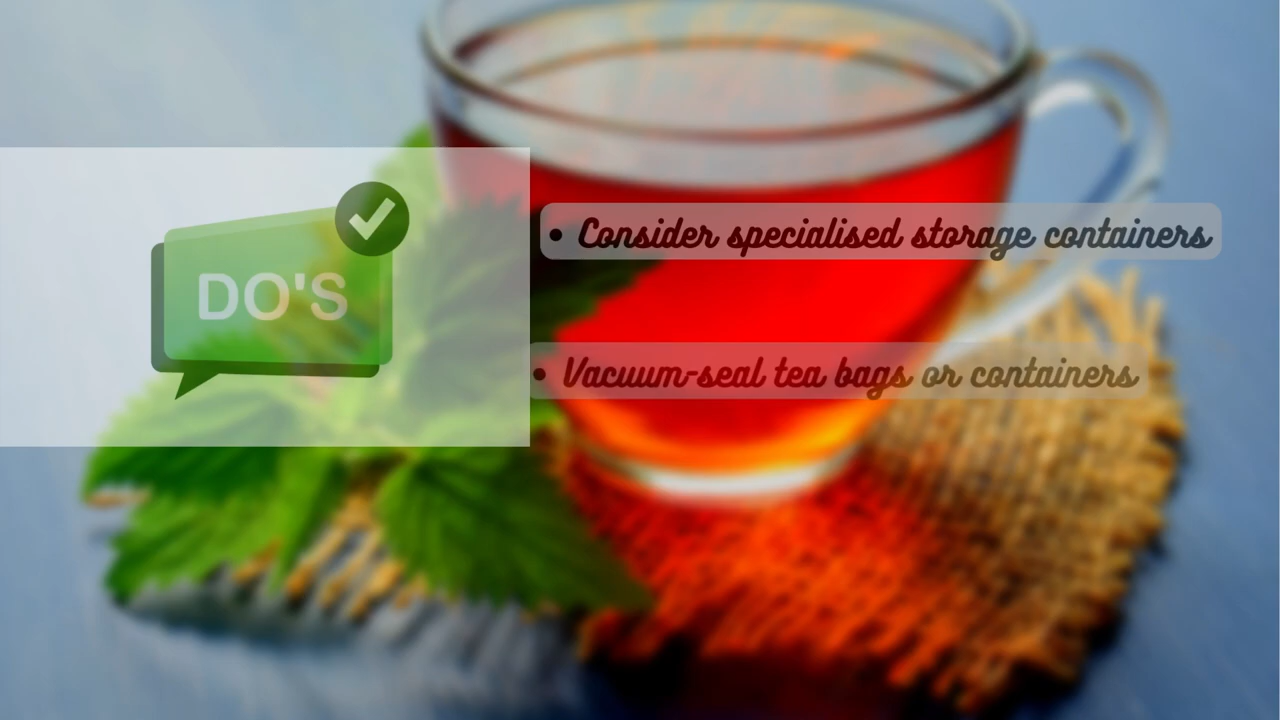 DO'S
• Consider specialised storage containers
• Vacuum-seal tea bags or containers